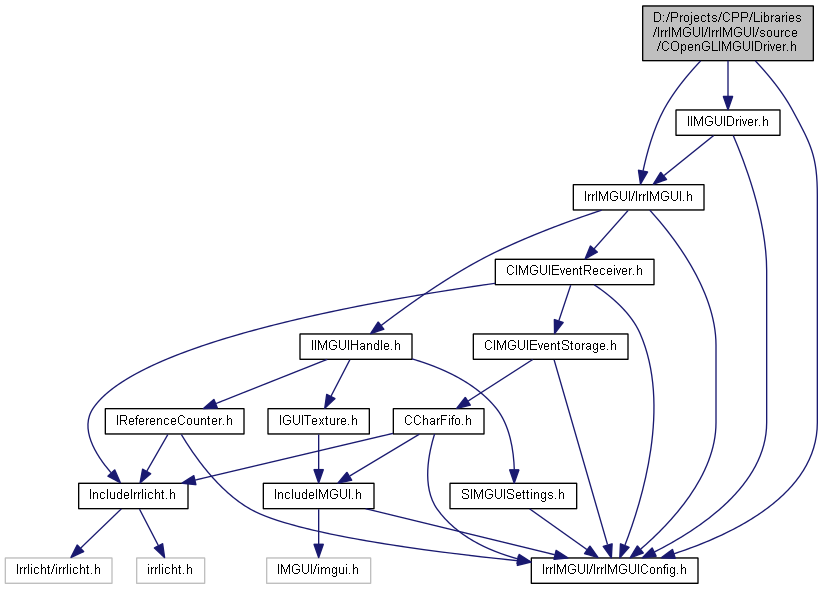 D:/Projects/CPP/Libraries
/IrrIMGUI/IrrIMGUI/source
/COpenGLIMGUIDriver.h
IIMGUIDriver.h
IrrIMGUI/IrrIMGUI.h
CIMGUIEventReceiver.h
IIMGUIHandle.h
CIMGUIEventStorage.h
IReferenceCounter.h
IGUITexture.h
CCharFifo.h
IncludeIrrlicht.h
IncludeIMGUI.h
SIMGUISettings.h
Irrlicht/irrlicht.h
irrlicht.h
IMGUI/imgui.h
IrrIMGUI/IrrIMGUIConfig.h